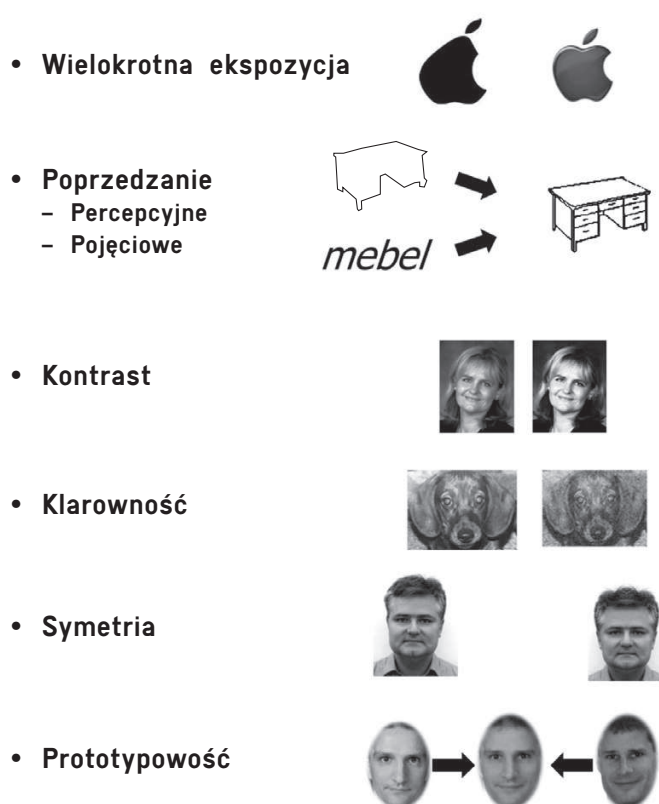 • Wielokrotna ekspozycja
• Poprzedzanie
– Percepcyjne
– Pojęciowe
mebel
• Kontrast
• Klarowność
• Symetria
• Prototypowość